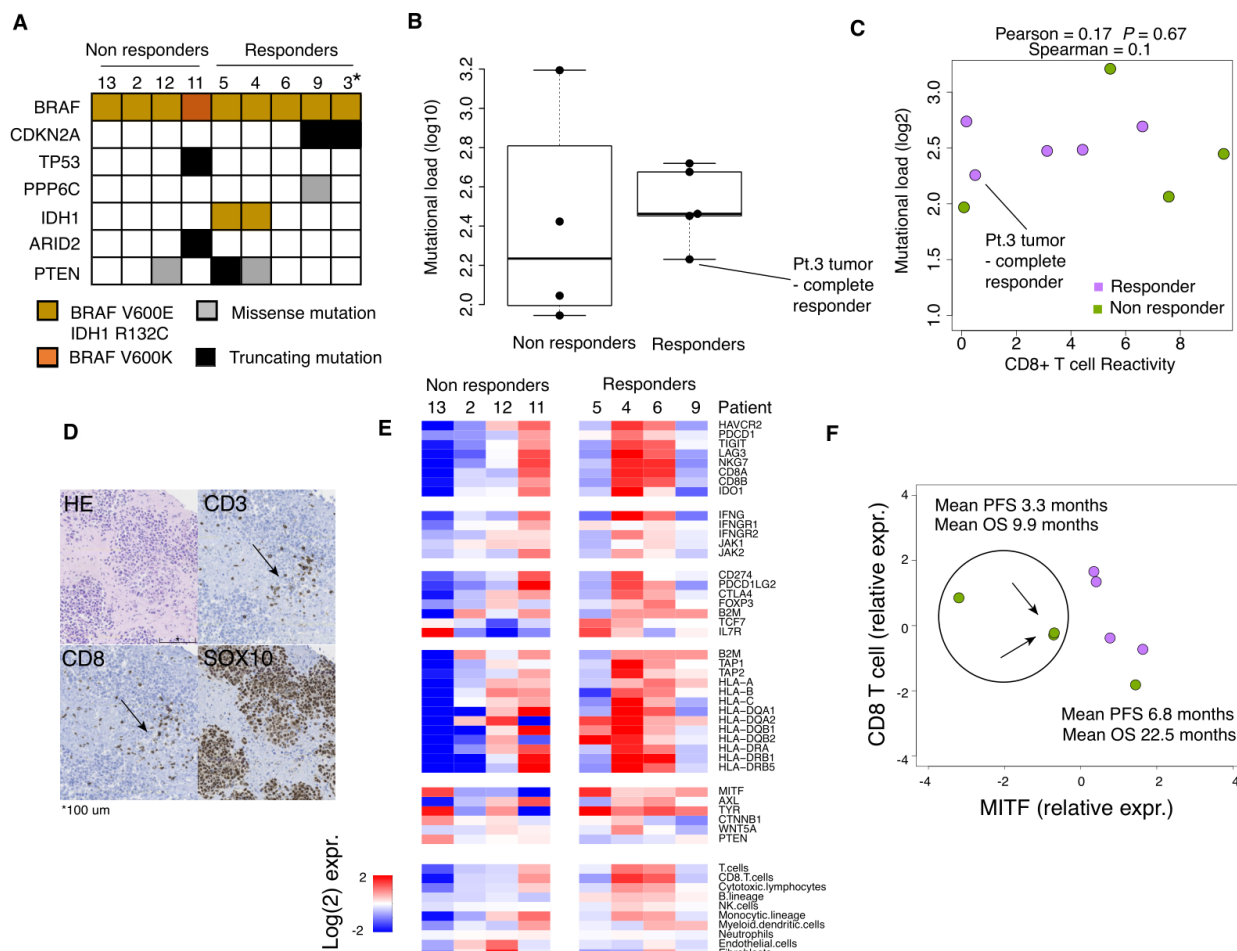 A
Non responders Responders
13 2 12 11 5 4 6 9 3*
BRAF
CDKN2A
TP53
PPP6C
IDH1
ARID2
PTEN
BRAF V600E
IDH1 R132C
Missense mutation
BRAF V600K
Truncating mutation
B
Mutational load (log10)
3.2
3.0
2.8
2.6
2.4
2.2
2.0
Pt.3 tumor
- complete
responder
Non responders
Responders
C
Pearson = 0.17 P = 0.67
Spearman = 0.1
Mutational load (log2)
3.0
2.5
2.0
1.5
1.0
Pt.3 tumor
- complete
responder
Responder
Non responder
0 2 4 6 8
CD8+ T cell Reactivity
D
HE
CD3
CD8
SOX10
*100 um
E
Non responders Responders
13 2 12 11 5 4 6 9 Patient
HAVCR2
PDCD1
TIGIT
LAG3
NKG7
CD8A
CD8B
IDO1
IFNG
IFNGR1
IFNGR2
JAK1
JAK2
CD274
PDCD1LG2
CTLA4
FOXP3
B2M
TCF7
IL7R
B2M
TAP1
TAP2
HLA-A
HLA-B
HLA-C
HLA-DQA1
HLA-DQA2
HLA-DQB1
HLA-DQB2
HLA-DRA
HLA-DRB1
HLA-DRB5
MITF
AXL
TYR
CTNNB1
WNT5A
PTEN
T.cells
CD8.T.cells
Cytotoxic.lymphocytes
B.lineage
NK.cells
Monocytic.lineage
Myeloid.dendritic.cells
Neutrophils
Endothelial.cells
Log(2) expr.
2
-2
F
CD8 T cell (relative expr.)
4
2
0
-2
-4
Mean PFS 3.3 months
Mean OS 9.9 months
Mean PFS 6.8 months
Mean OS 22.5 months
-4 -2 0 2 4
MITF (relative expr.)